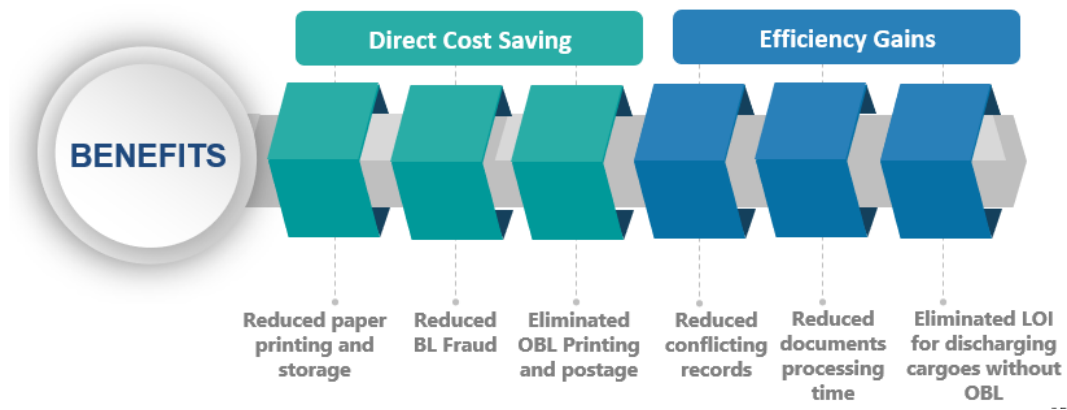 Direct Cost Saving
Efficiency Gains
BENEFITS
Reduced paper
printing and
storage
Reduced
BL Fraud
Eliminated
OBL Printing
and postage
Reduced
conflicting
records
Reduced
documents
processing
time
Eliminated LOI
for discharging
cargoes without
OBL